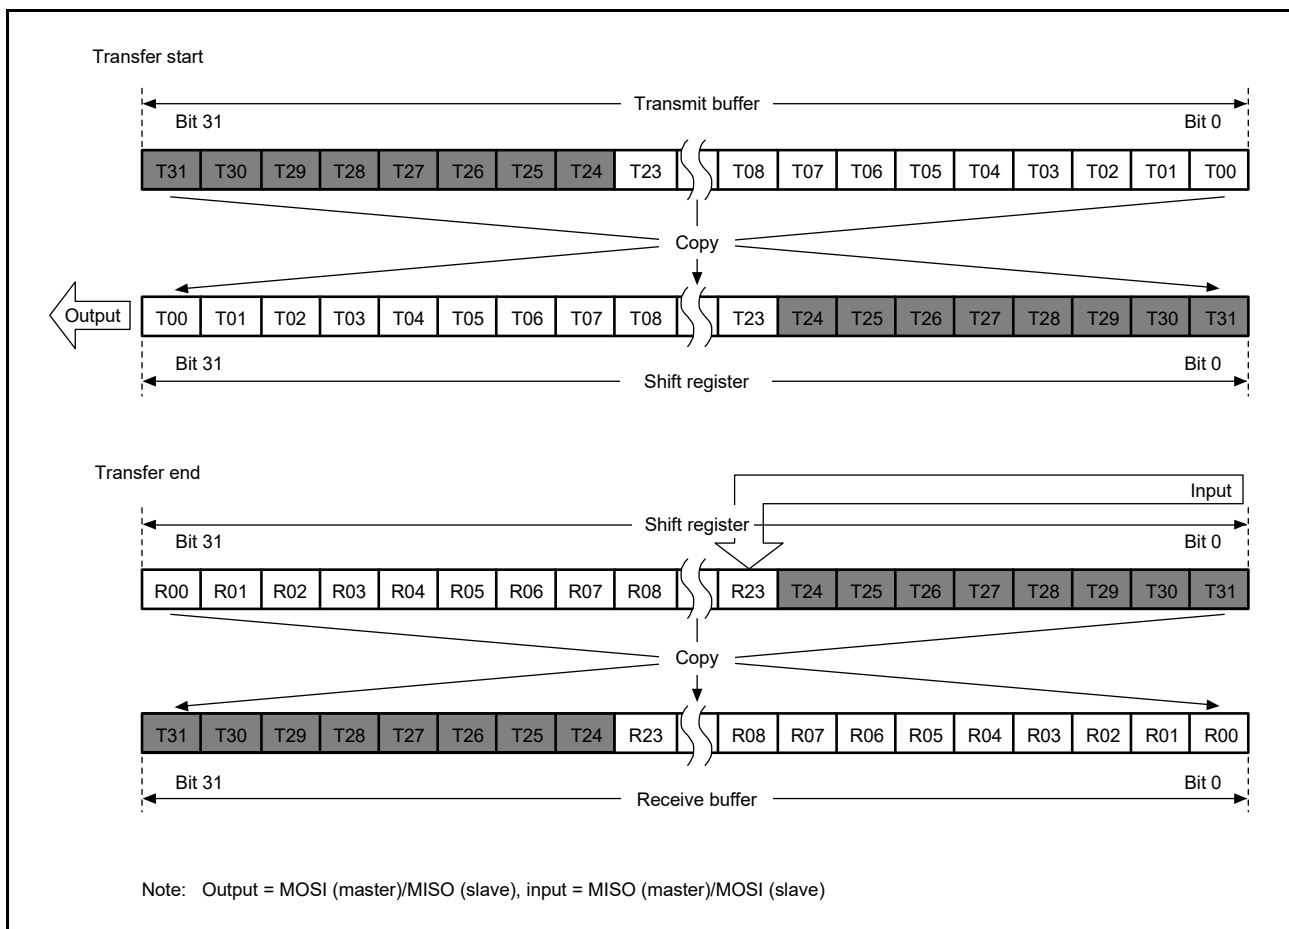 Transfer start
Transmit buffer
Bit 31 Bit 0
T31 T30 T29 T28 T27 T26 T25 T24 T23 T08 T07 T06 T05 T04 T03 T02 T01 T00
Copy
Output T00 T01 T02 T03 T04 T05 T06 T07 T08 T23 T24 T25 T26 T27 T28 T29 T30 T31
Bit 31 Bit 0
Shift register
Transfer end
Input
Shift register
Bit 31 Bit 0
R00 R01 R02 R03 R04 R05 R06 R07 R08 R23 T24 T25 T26 T27 T28 T29 T30 T31
Copy
T31 T30 T29 T28 T27 T26 T25 T24 R23 R08 R07 R06 R05 R04 R03 R02 R01 R00
Bit 31 Bit 0
Receive buffer
Note: Output = MOSI (master)/MISO (slave), input = MISO (master)/MOSI (slave)